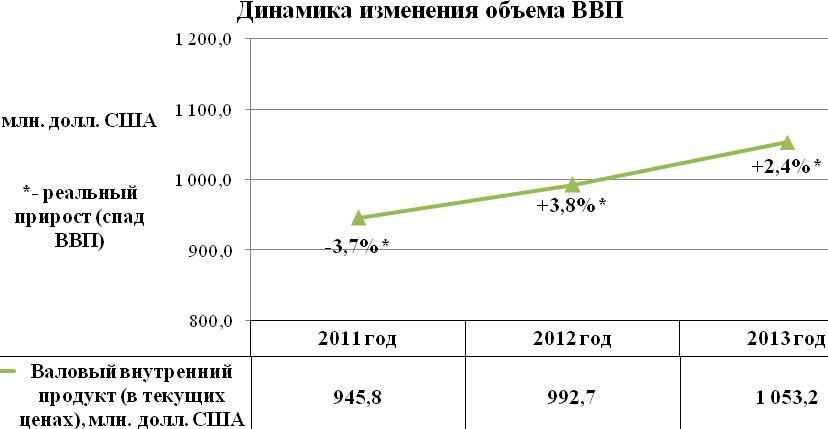 Динамика изменения объема ВВП
1 200,0
1 100,0
млн. долл. США
1 000,0
*- реальный
прирост (спад
ВВП)
900,0
800,0
-3,7%*
+3,8%*
+2,4%*
2011 год
2012 год
2013 год
Валовый внутренний
продукт (в текущих
ценах), млн. долл. США
945,8
992,7
1 053,2